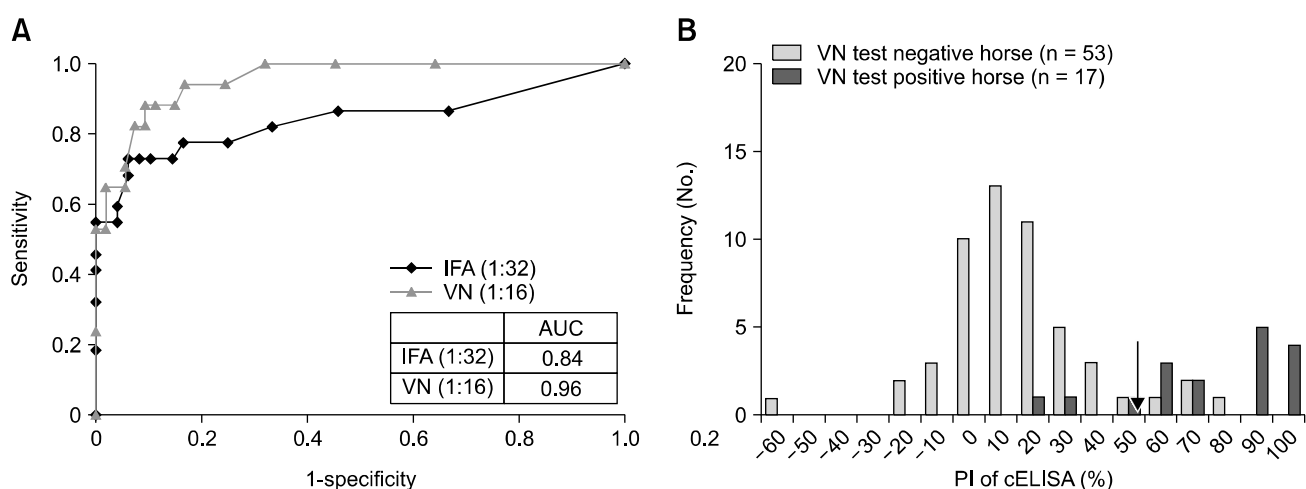 A
1.0
0.8
0.6
0.4
0.2
0
Sensitivity
0
0.2
0.4
0.6
0.8
1.0
1-specificity
IFA (1:32)
VN (1:16)
AUC
IFA (1:32) 0.84
VN (1:16) 0.96
B
VN test negative horse (n = 53)
VN test positive horse (n = 17)
20
15
10
5
0
Frequency (No.)
0.2
−60 −50 −40 −30 −20 −10 0 10 20 30 40 50 60 70 80 90 100
PI of cELISA (%)